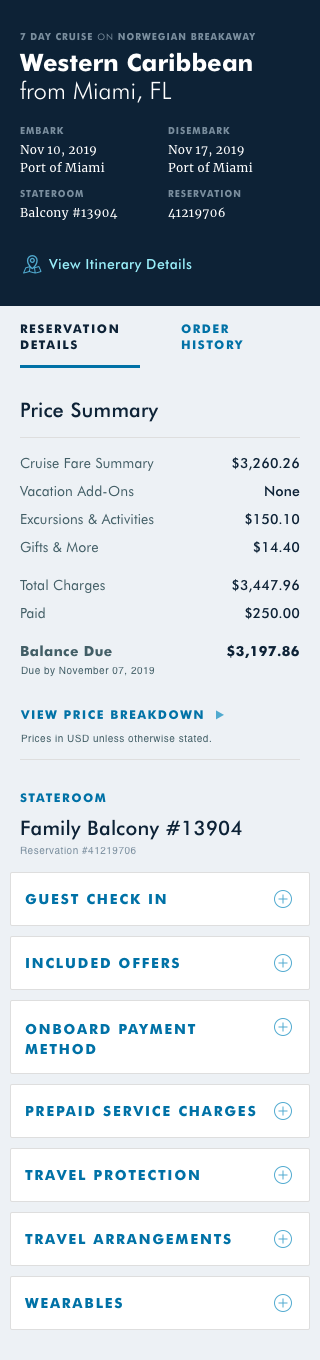 7 DAY CRUISE ON NORWEGIAN BREAKAWAY
Western Caribbean
from Miami, FL
EMBARK
Nov 10, 2019
Port of Miami
DISEMBARK
Nov 17, 2019
Port of Miami
STATEROOM
Balcony #13904
RESERVATION
41219706
View Itinerary Details
RESERVATION
DETAILS
ORDER
HISTORY
Price Summary
Cruise Fare Summary $3,260.26
Vacation Add-Ons None
Excursions & Activities $150.10
Gifts & More $14.40
Total Charges $3,447.96
Paid $250.00
Balance Due $3,197.86
Due by November 07, 2019
VIEW PRICE BREAKDOWN
Prices in USD unless otherwise stated.
STATEROOM
Family Balcony #13904
Reservation #41219706
GUEST CHECK IN
INCLUDED OFFERS
ONBOARD PAYMENT
METHOD
PREPAID SERVICE CHARGES
TRAVEL PROTECTION
TRAVEL ARRANGEMENTS
WEARABLES